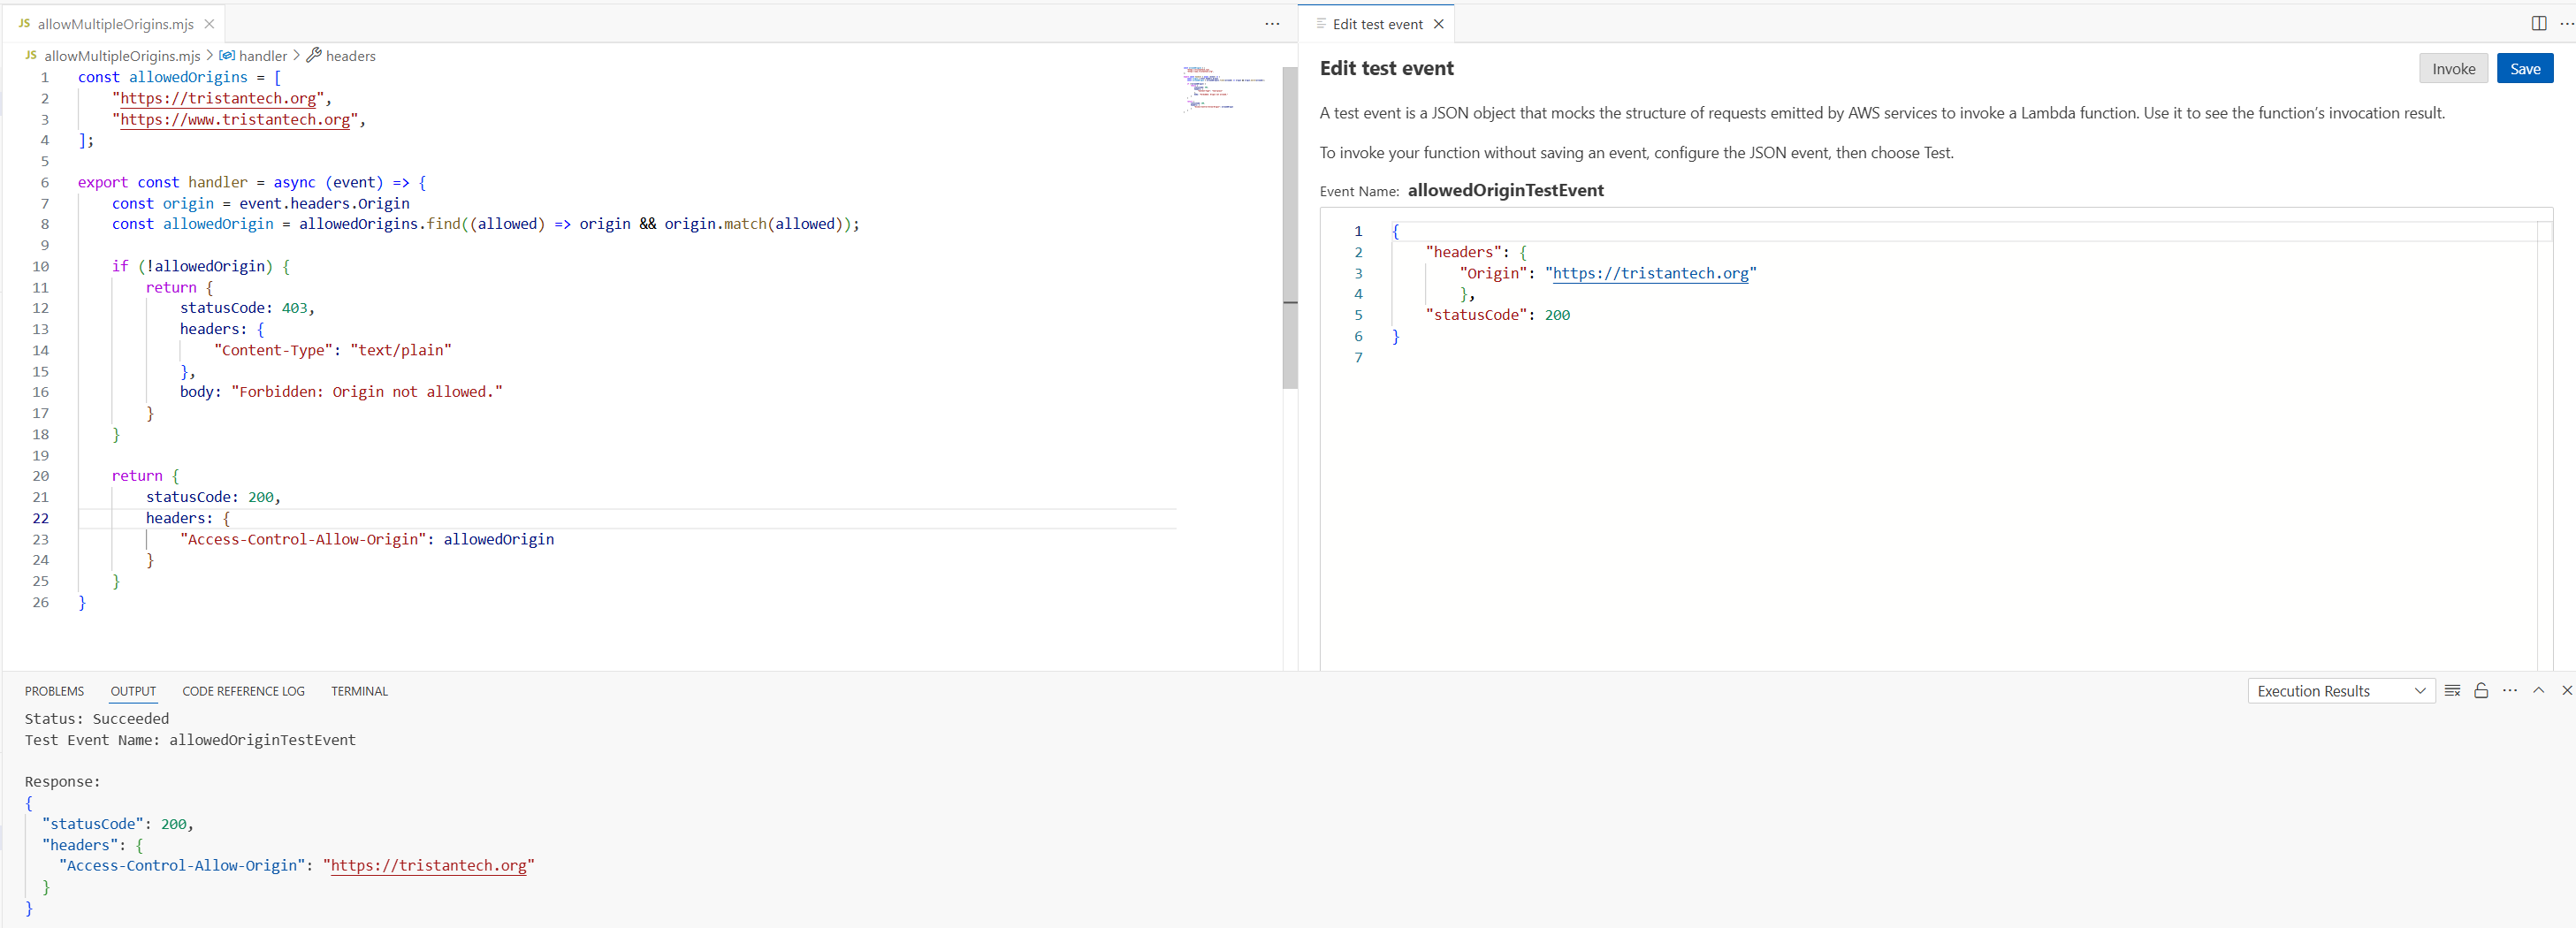 JS allowMultipleOrigins.mjs
JS allowMultipleOrigins.mjs > handler > headers
1 const allowedOrigins = [
2 "https://tristantech.org",
3 "https://www.tristantech.org",
4 ];
5
6 export const handler = async (event) => {
7 const origin = event.headers.Origin
8 const allowedOrigin = allowedOrigins.find((allowed) => origin && origin.match(allowed));
9
10 if (!allowedOrigin) {
11 return {
12 statusCode: 403,
13 headers: {
14 "Content-Type": "text/plain"
15 },
16 body: "Forbidden: Origin not allowed."
17 }
18 }
19
20 return {
21 statusCode: 200,
22 headers: {
23 "Access-Control-Allow-Origin": allowedOrigin
24 }
25 }
26 }
Edit test event
Edit test event
Invoke Save
A test event is a JSON object that mocks the structure of requests emitted by AWS services to invoke a Lambda function. Use it to see the function’s invocation result.
To invoke your function without saving an event, configure the JSON event, then choose Test.
Event Name: allowedOriginTestEvent
1 {
2 "headers": {
3 "Origin": "https://tristantech.org"
4 },
5 "statusCode": 200
6 }
7
PROBLEMS OUTPUT CODE REFERENCE LOG TERMINAL
Execution Results
Status: Succeeded
Test Event Name: allowedOriginTestEvent
Response:
{
"statusCode": 200,
"headers": {
"Access-Control-Allow-Origin": "https://tristantech.org"
}
}